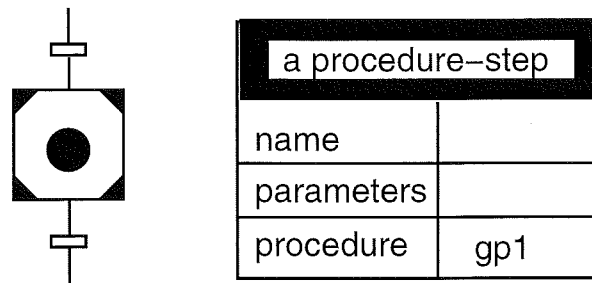 a procedure–step
name
parameters
procedure gp1